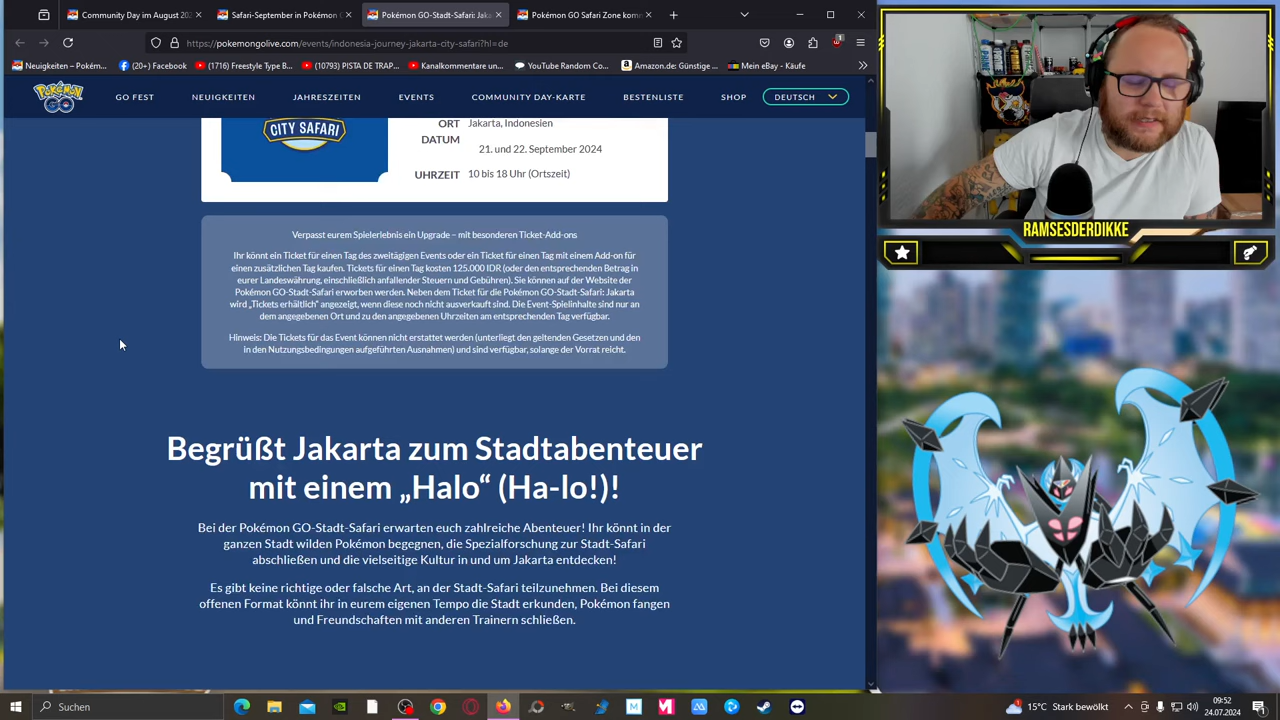 Community Day im August 2
Safari-September in Pokémon G
Pokémon GO-Stadt-Safari: Jaka
Pokémon GO Safari Zone komm
https://pokemongolive.com/events/indonesia-journey-jakarta-city-safari?hl=de
Neuigkeiten – Pokém...
(20+) Facebook
(1716) Freestyle Type B...
(10793) PISTA DE TRAP...
Kanalkommentare un...
YouTube Random Co...
Amazon.de: Günstige ...
Mein eBay - Käufe
POKÉMON GO
GO FEST
NEUIGKEITEN
JAHRESZEITEN
EVENTS
COMMUNITY DAY-KARTE
BESTENLISTE
SHOP
DEUTSCH
CITY SAFARI
ORT Jakarta, Indonesien
DATUM
21. und 22. September 2024
UHRZEIT 10 bis 18 Uhr (Ortszeit)
Verpasst eurem Spielerlebnis ein Upgrade – mit besonderen Ticket-Add-ons
Ihr könnt ein Ticket für einen Tag des zweitägigen Events oder ein Ticket für einen Tag mit einem Add-on für
einen zusätzlichen Tag kaufen. Tickets für einen Tag kosten 125.000 IDR (oder den entsprechenden Betrag in
eurer Landeswährung, einschließlich anfallender Steuern und Gebühren). Sie können auf der Website der
Pokémon GO-Stadt-Safari erworben werden. Neben dem Ticket für die Pokémon GO-Stadt-Safari: Jakarta
wird „Tickets erhältlich“ angezeigt, wenn diese noch nicht ausverkauft sind. Die Event-Spielinhalte sind nur an
dem angegebenen Ort und zu den angegebenen Uhrzeiten am entsprechenden Tag verfügbar.
Hinweis: Die Tickets für das Event können nicht erstattet werden (unterliegt den geltenden Gesetzen und den
in den Nutzungsbedingungen aufgeführten Ausnahmen) und sind verfügbar, solange der Vorrat reicht.
Begrüßt Jakarta zum Stadtabenteuer
mit einem „Halo“ (Ha-lo!)!
Bei der Pokémon GO-Stadt-Safari erwarten euch zahlreiche Abenteuer! Ihr könnt in der
ganzen Stadt wilden Pokémon begegnen, die Spezialforschung zur Stadt-Safari
abschließen und die vielseitige Kultur in und um Jakarta entdecken!
Es gibt keine richtige oder falsche Art, an der Stadt-Safari teilzunehmen. Bei diesem
offenen Format könnt ihr in eurem eigenen Tempo die Stadt erkunden, Pokémon fangen
und Freundschaften mit anderen Trainern schließen.
RAMSESDERDIKKE
Suchen
15°C Stark bewölkt
09:52
24.07.2024